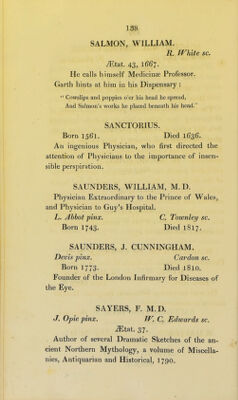 138
SALMON, WILLIAM.
R. White sc.
Ætat. 43, 1667.
He calls himself Medicinæ Professor.
Garth hints at him in his Dispensary :
“ Cowslips and poppies o'er his head he spread,
And Salmon's works he placed beneath his head.”
SANCTORIUS.
Born 1561. Died 1636.
An ingenious Physician, who first directed the
attention of Physicians to the importance of insen-
sible perspiration.
SAUNDERS, WILLIAM, M. D.
Physician Extraordinary to the Prince of Wales,
and Physician to Guy's Hospital.
L. Abbot pinx. C. Townley sc.
Born 1743. Died 1817.
SAUNDERS, J. CUNNINGHAM.
Devis pinx. Cardon sc.
Born 1773. Died 1810.
Founder of the London Infirmary for Diseases of
the Eye.
SAYERS, F. M. D.
J. Opie pinx. W. C. Edwards sc.
Ætat. 37.
Author of several Dramatic Sketches of the an-
cient Northern Mythology, a volume of Miscella-
nies, Antiquarian and Historical, 1790.